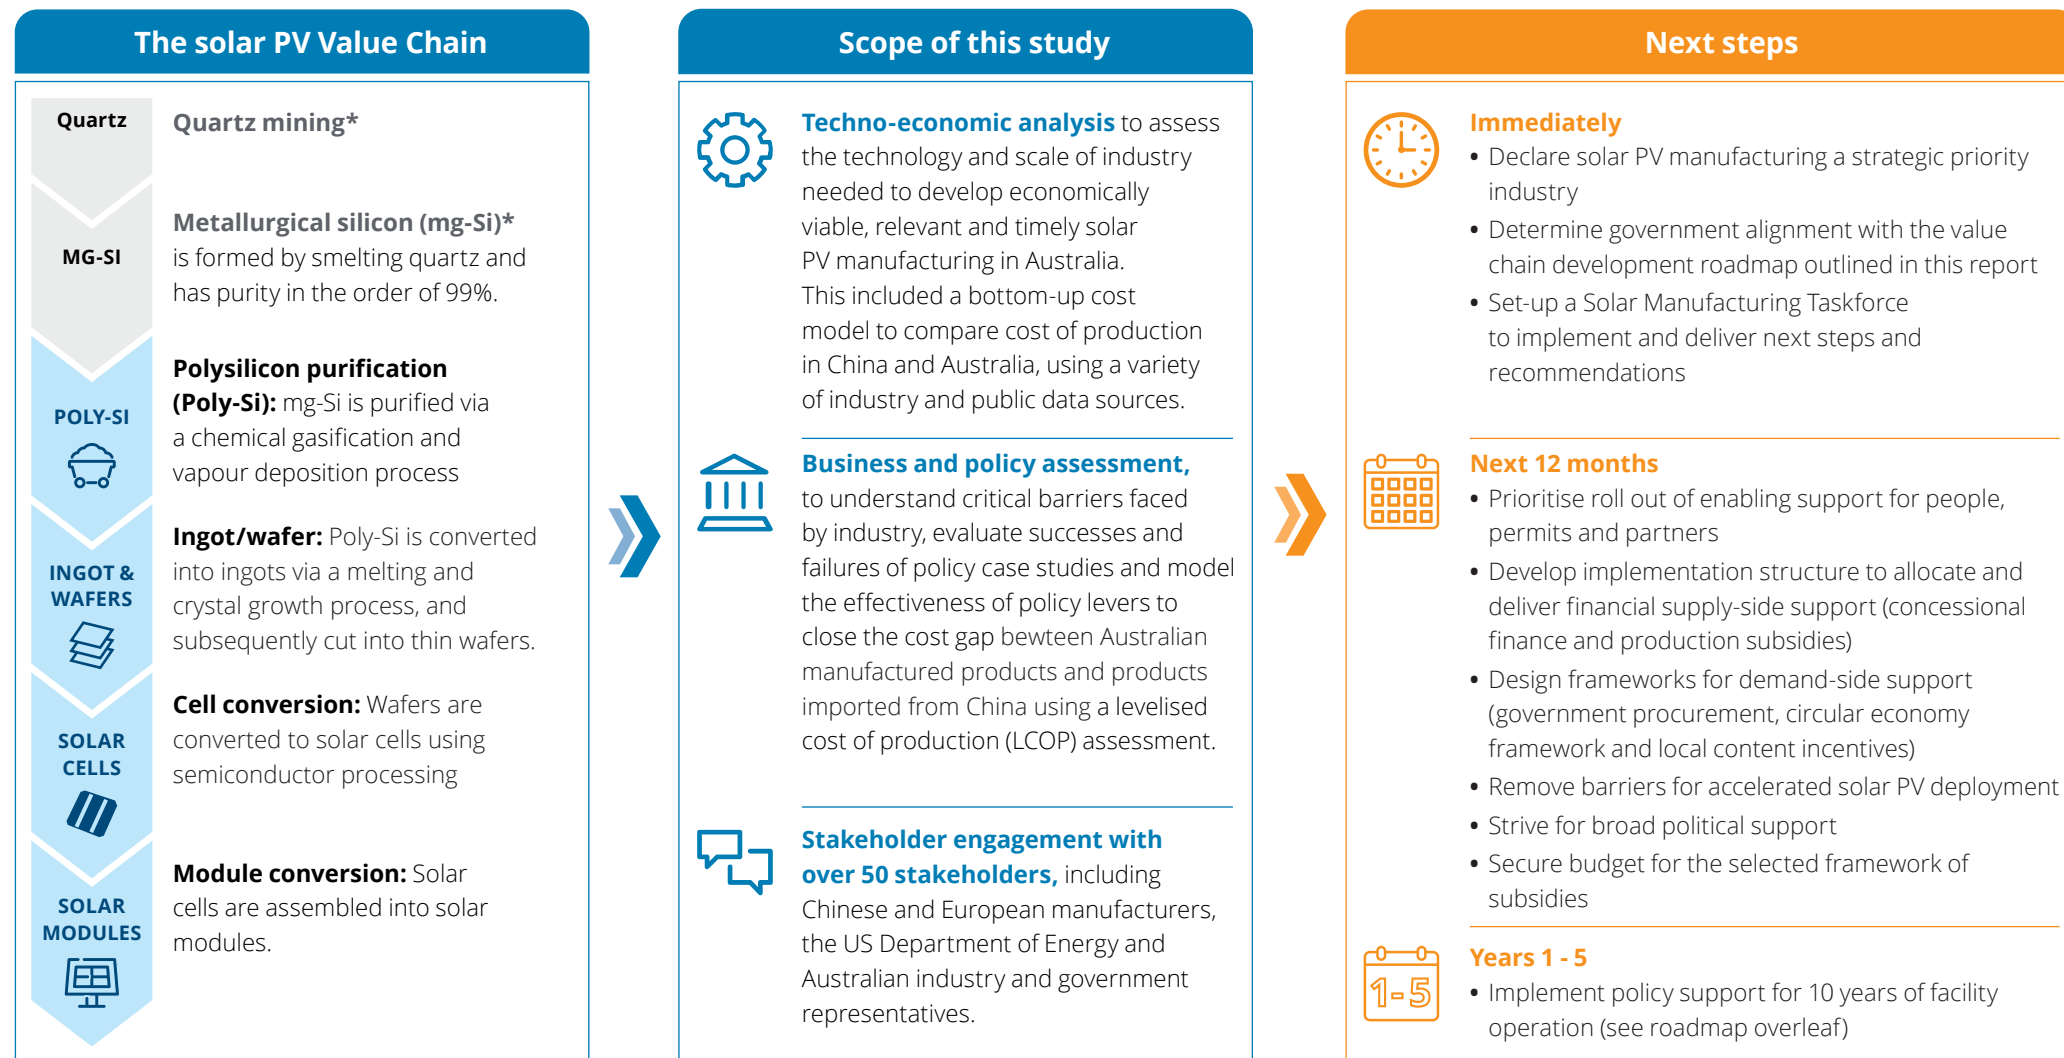 The solar PV Value Chain
Quartz
Quartz mining*
MG-SI
Metallurgical silicon (mg-Si)*
is formed by smelting quartz and
has purity in the order of 99%.
POLY-SI
Polysilicon purification
(Poly-Si): mg-Si is purified via
a chemical gasification and
vapour deposition process
INGOT &
WAFERS
Ingot/wafer: Poly-Si is converted
into ingots via a melting and
crystal growth process, and
subsequently cut into thin wafers.
SOLAR
CELLS
Cell conversion: Wafers are
converted to solar cells using
semiconductor processing
SOLAR
MODULES
Module conversion: Solar
cells are assembled into solar
modules.
Scope of this study
Techno-economic analysis to assess
the technology and scale of industry
needed to develop economically
viable, relevant and timely solar
PV manufacturing in Australia.
This included a bottom-up cost
model to compare cost of production
in China and Australia, using a variety
of industry and public data sources.
Business and policy assessment,
to understand critical barriers faced
by industry, evaluate successes and
failures of policy case studies and model
the effectiveness of policy levers to
close the cost gap bewteen Australian
manufactured products and products
imported from China using a levelised
cost of production (LCOP) assessment.
Stakeholder engagement with
over 50 stakeholders, including
Chinese and European manufacturers,
the US Department of Energy and
Australian industry and government
representatives.
Next steps
Immediately
• Declare solar PV manufacturing a strategic priority
industry
• Determine government alignment with the value
chain development roadmap outlined in this report
• Set-up a Solar Manufacturing Taskforce
to implement and deliver next steps and
recommendations
Next 12 months
• Prioritise roll out of enabling support for people,
permits and partners
• Develop implementation structure to allocate and
deliver financial supply-side support (concessional
finance and production subsidies)
• Design frameworks for demand-side support
(government procurement, circular economy
framework and local content incentives)
• Remove barriers for accelerated solar PV deployment
• Strive for broad political support
• Secure budget for the selected framework of
subsidies
1-5
Years 1 - 5
• Implement policy support for 10 years of facility
operation (see roadmap overleaf)